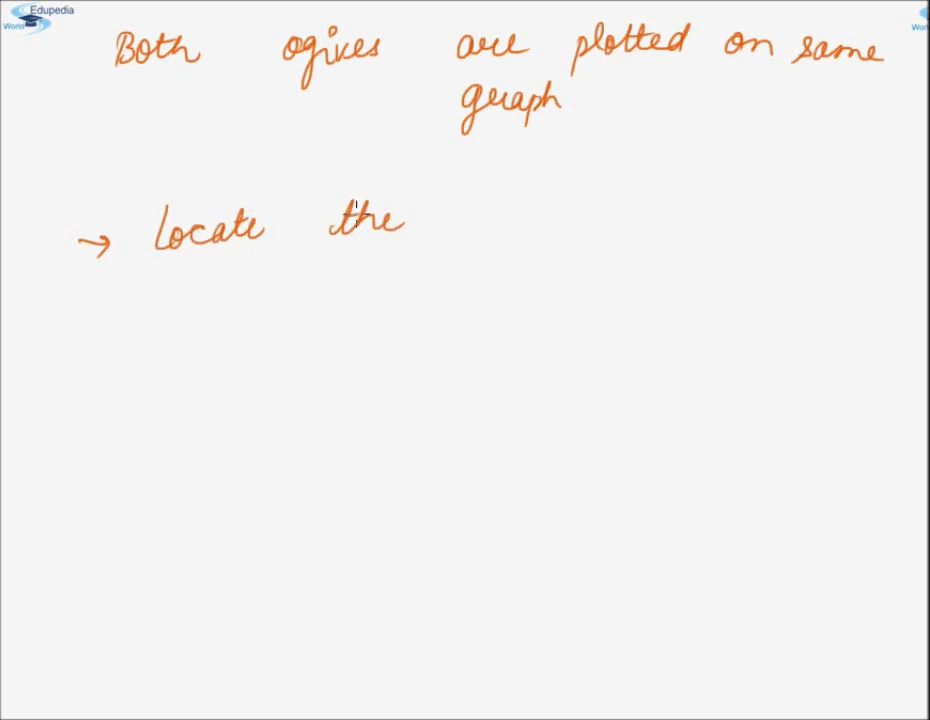 Edupedia
World
Both ogives are plotted on same
graph
→ Locate the